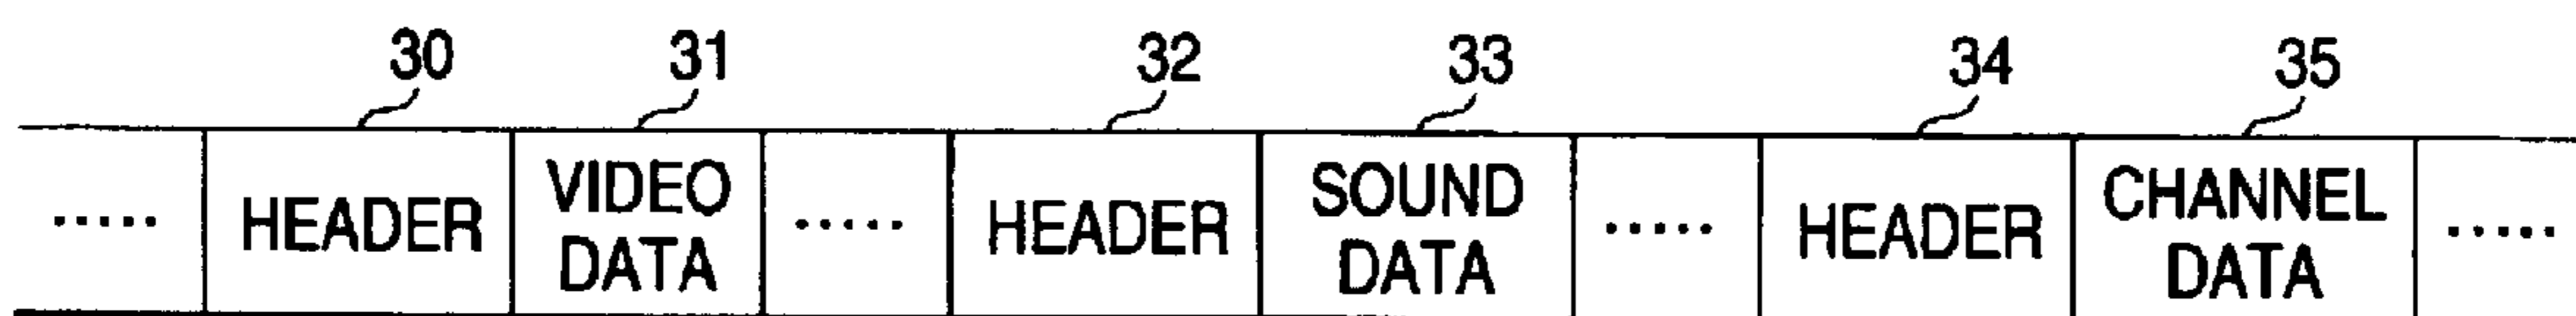 30 31 32 33 34 35
..... HEADER VIDEO DATA ..... HEADER SOUND DATA ..... HEADER CHANNEL DATA .....